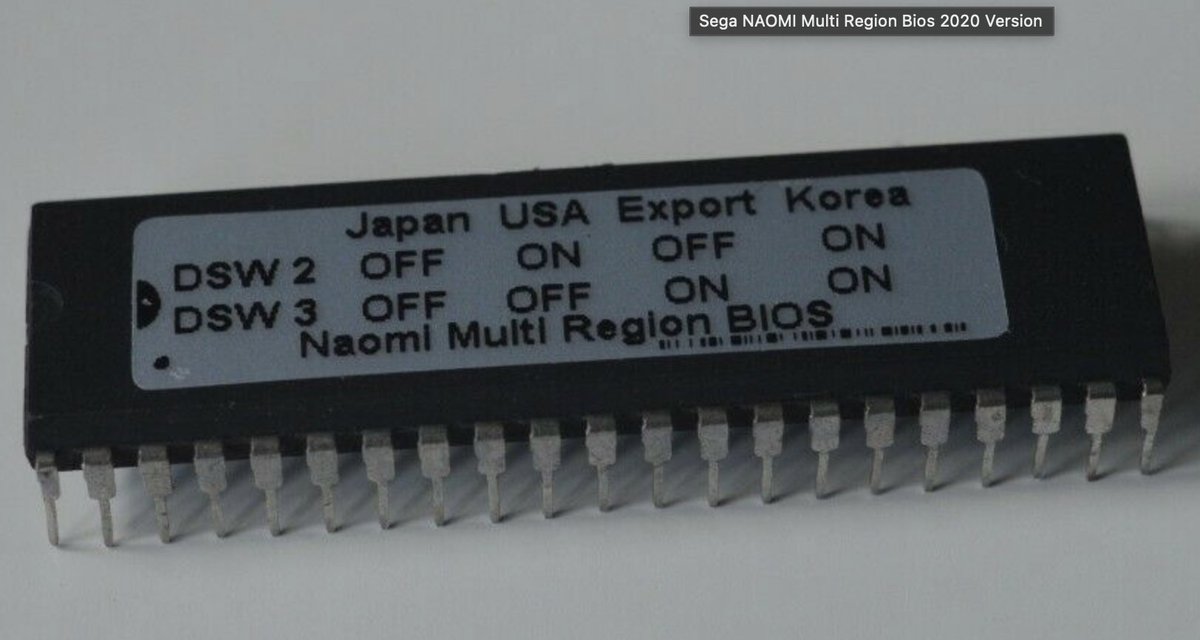 Sega NAOMI Multi Region Bios 2020 Version
Japan USA Export Korea
DSW 2 OFF ON OFF ON
DSW 3 OFF OFF ON ON
Naomi Multi Region BIOS